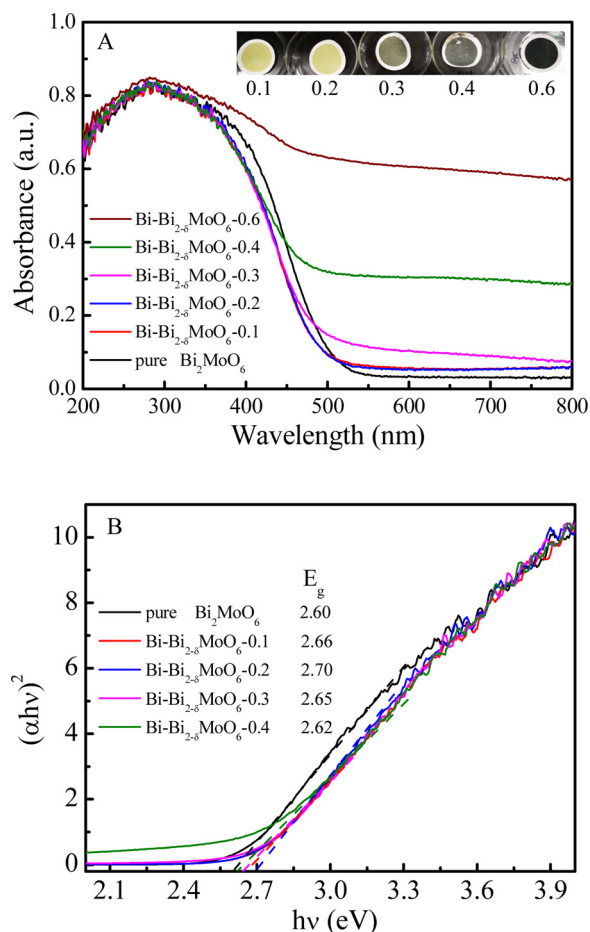 A
0.1 0.2 0.3 0.4 0.6
Absorbance (a.u.)
1.0
0.8
0.6
0.4
0.2
0.0
Bi-Bi₂₋δMoO₆-0.6
Bi-Bi₂₋δMoO₆-0.4
Bi-Bi₂₋δMoO₆-0.3
Bi-Bi₂₋δMoO₆-0.2
Bi-Bi₂₋δMoO₆-0.1
pure Bi₂MoO₆
200 300 400 500 600 700 800
Wavelength (nm)
B
(αhν)²
10
8
6
4
2
0
E_g
pure Bi₂MoO₆ 2.60
Bi-Bi₂₋δMoO₆-0.1 2.66
Bi-Bi₂₋δMoO₆-0.2 2.70
Bi-Bi₂₋δMoO₆-0.3 2.65
Bi-Bi₂₋δMoO₆-0.4 2.62
2.1 2.4 2.7 3.0 3.3 3.6 3.9
hν (eV)